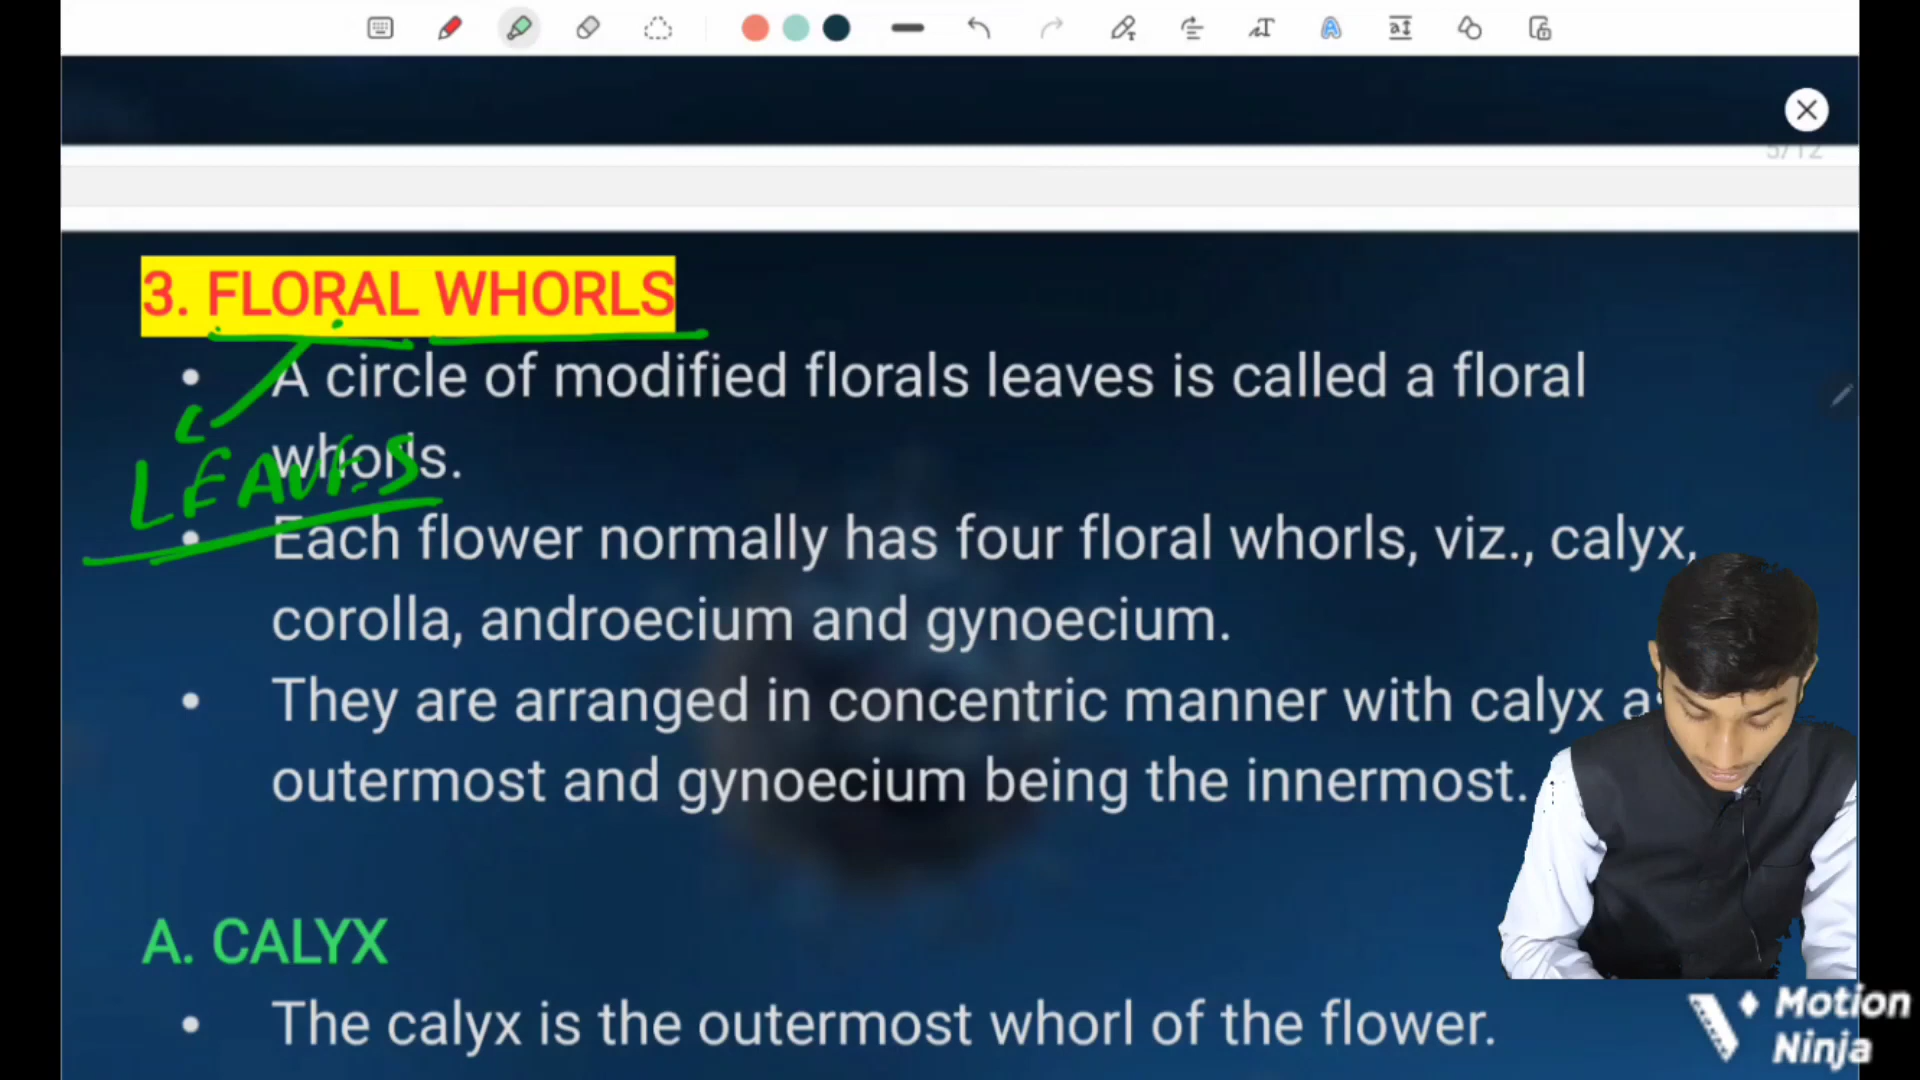 5/12
3. FLORAL WHORLS
• A circle of modified florals leaves is called a floral
whorls.
LEAVES
• Each flower normally has four floral whorls, viz., calyx,
corolla, androecium and gynoecium.
• They are arranged in concentric manner with calyx
outermost and gynoecium being the innermost.
A. CALYX
• The calyx is the outermost whorl of the flower.
Motion
Ninja